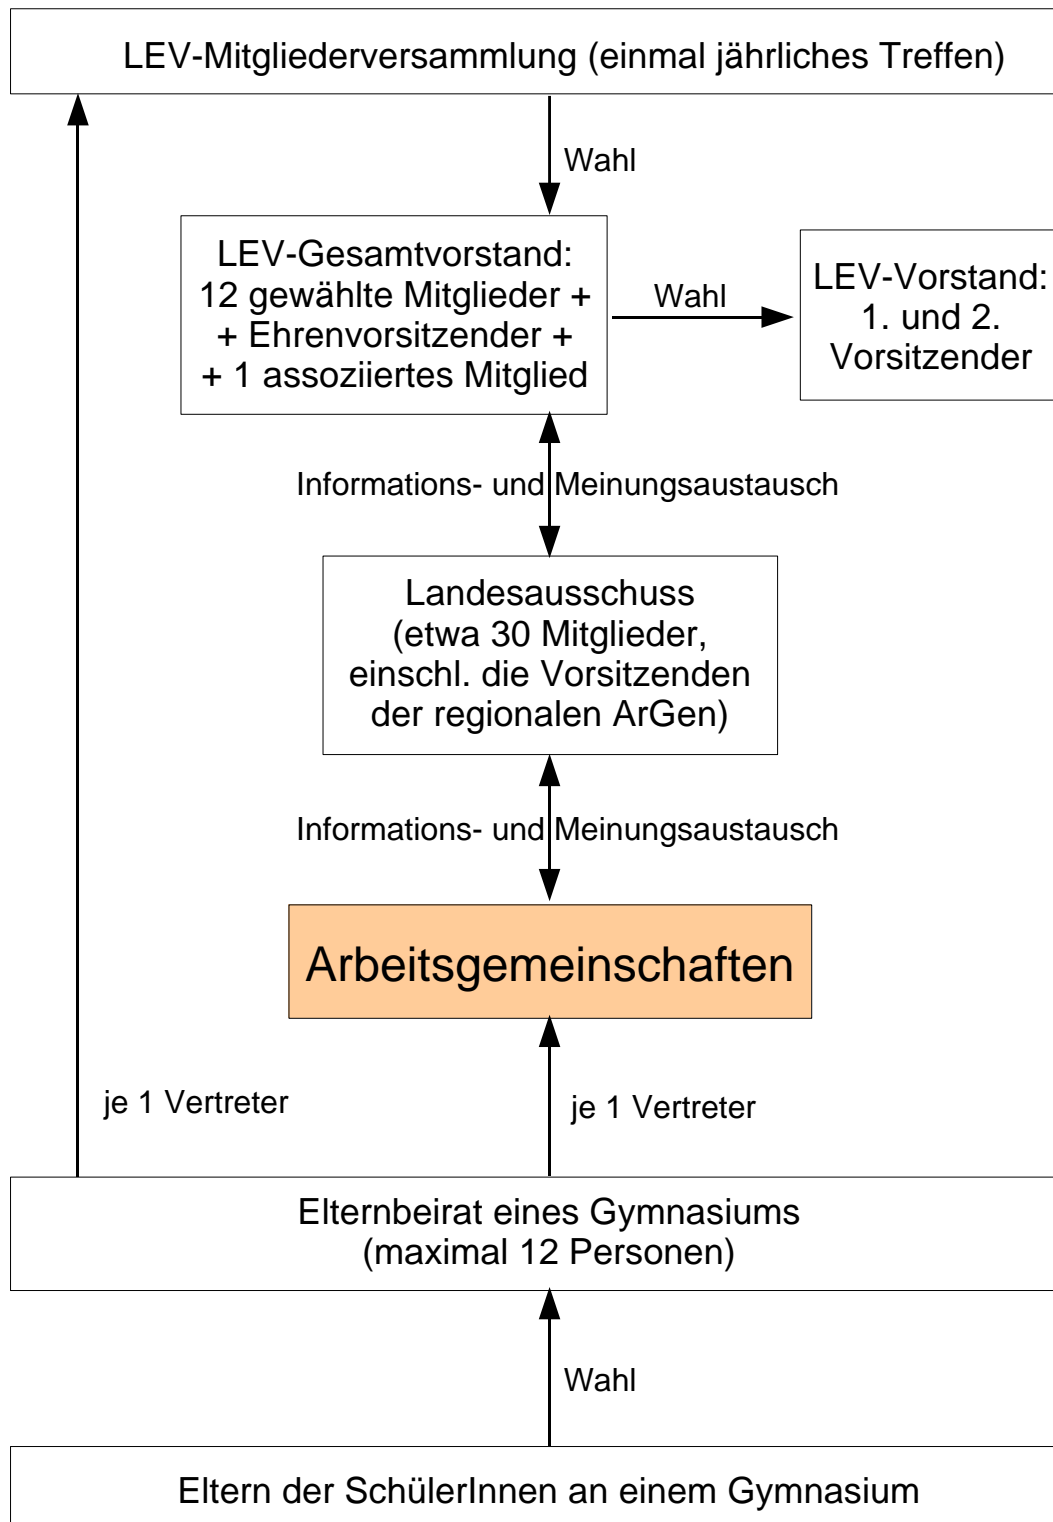 LEV-Mitgliederversammlung (einmal jährliches Treffen)
Wahl
LEV-Gesamtvorstand:
12 gewählte Mitglieder +
+ Ehrenvorsitzender +
+ 1 assoziiertes Mitglied
Wahl
LEV-Vorstand:
1. und 2.
Vorsitzender
Informations- und Meinungsaustausch
Landesausschuss
(etwa 30 Mitglieder,
einschl. die Vorsitzenden
der regionalen ArGen)
Informations- und Meinungsaustausch
Arbeitsgemeinschaften
je 1 Vertreter
je 1 Vertreter
Elternbeirat eines Gymnasiums
(maximal 12 Personen)
Wahl
Eltern der SchülerInnen an einem Gymnasium